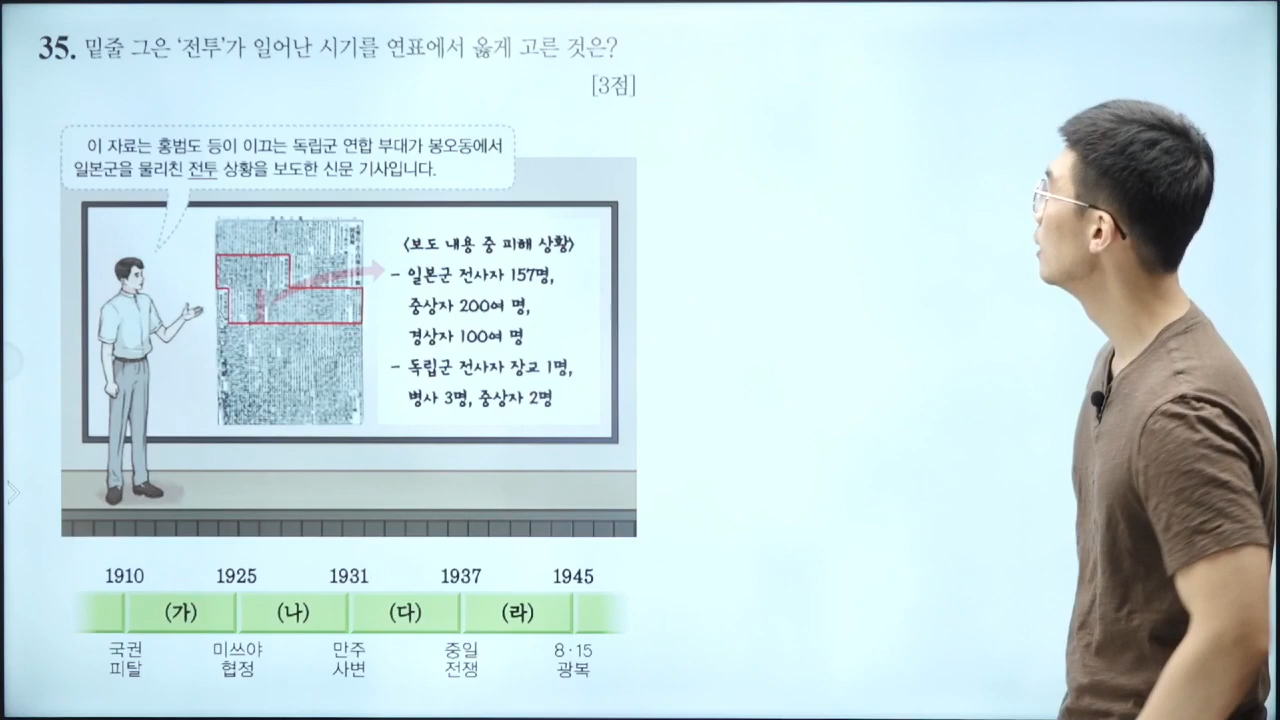 35. 밑줄 그은 ‘전투’가 일어난 시기를 연표에서 옳게 고른 것은?
[3점]
이 자료는 홍범도 등이 이끄는 독립군 연합 부대가 봉오동에서
일본군을 물리친 전투 상황을 보도한 신문 기사입니다.
〈보도 내용 중 피해 상황〉
- 일본군 전사자 157명,
중상자 200여 명,
경상자 100여 명
- 독립군 전사자 장교 1명,
병사 3명, 중상자 2명
1910 1925 1931 1937 1945
(가) (나) (다) (라)
국권 미쓰야 만주 중일 8·15
피탈 협정 사변 전쟁 광복